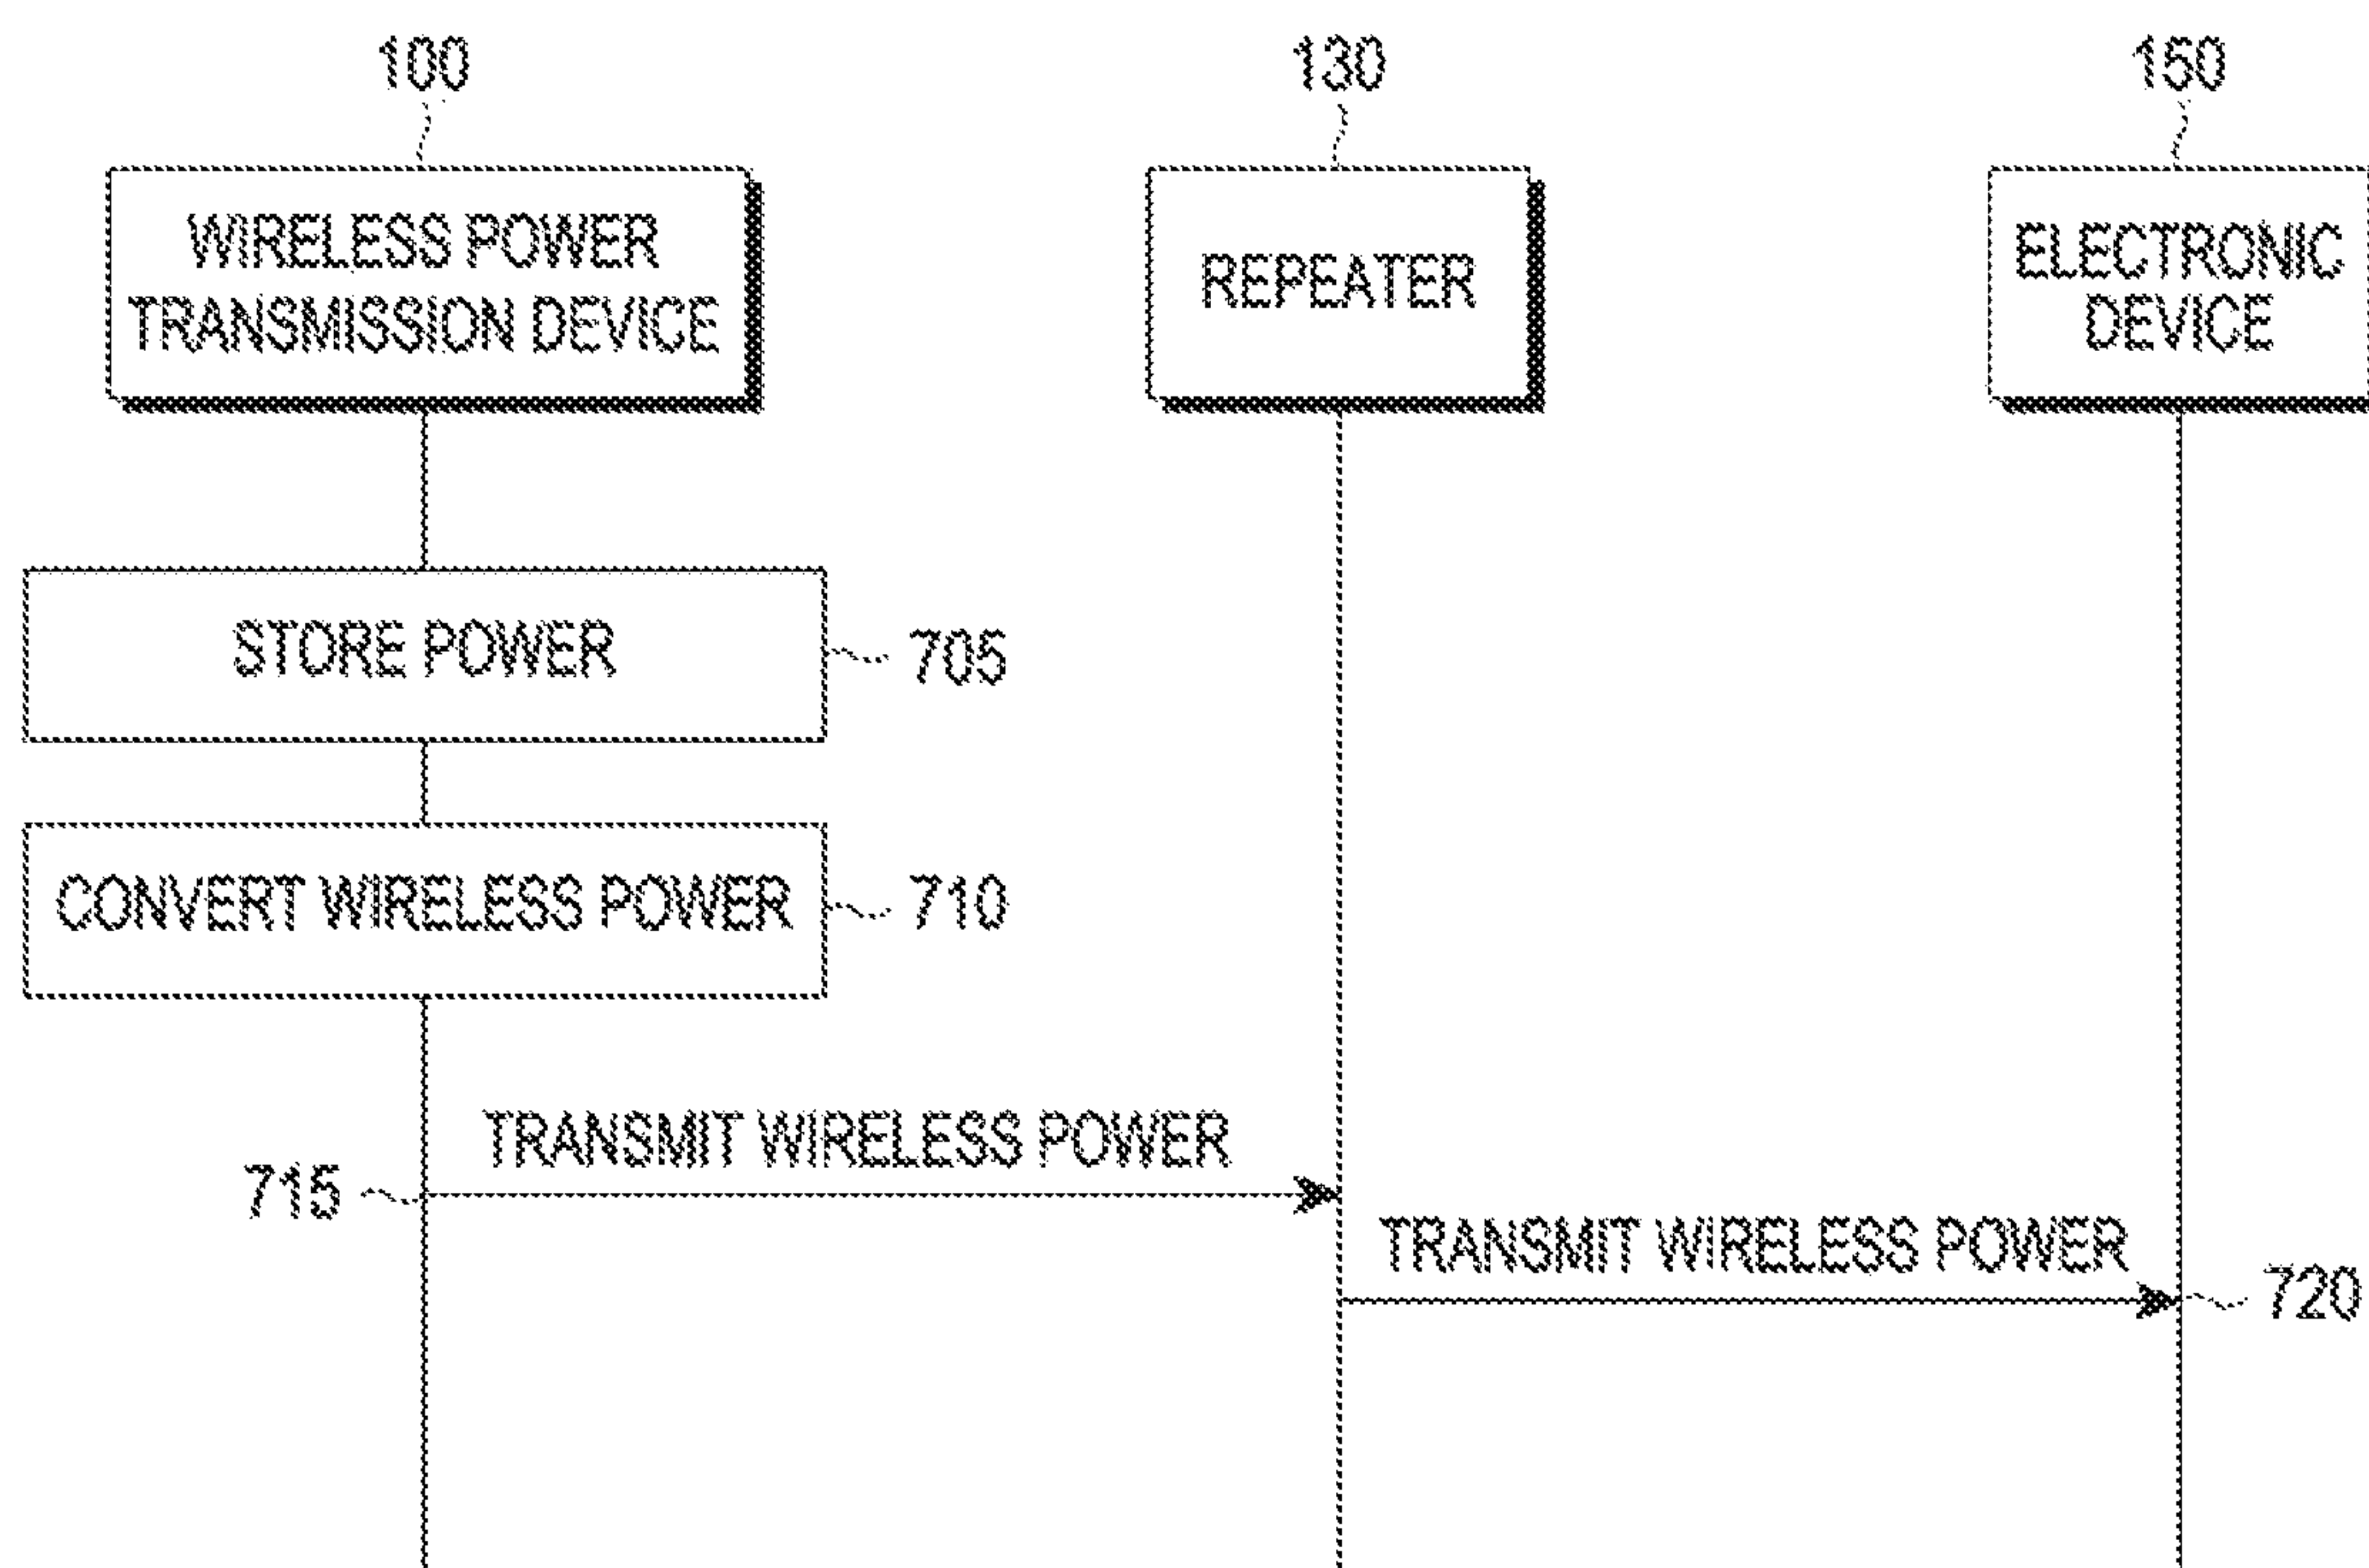 100
130
150
WIRELESS POWER
TRANSMISSION DEVICE
REPEATER
ELECTRONIC
DEVICE
STORE POWER
705
CONVERT WIRELESS POWER
710
TRANSMIT WIRELESS POWER
715
TRANSMIT WIRELESS POWER
720